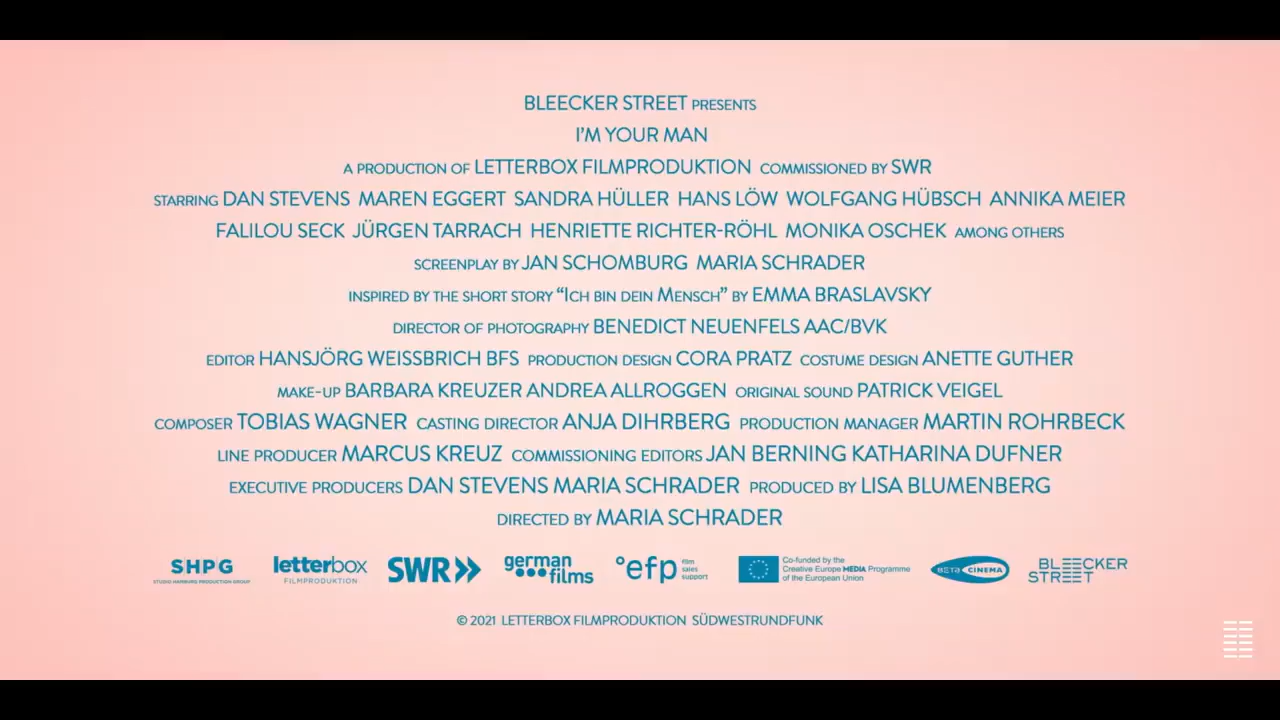 BLEECKER STREET PRESENTS
I'M YOUR MAN
A PRODUCTION OF LETTERBOX FILMPRODUKTION COMMISSIONED BY SWR
STARRING DAN STEVENS MAREN EGGERT SANDRA HÜLLER HANS LÖW WOLFGANG HÜBSCH ANNIKA MEIER
FALILOU SECK JÜRGEN TARRACH HENRIETTE RICHTER-RÖHL MONIKA OSCHEK AMONG OTHERS
SCREENPLAY BY JAN SCHOMBURG MARIA SCHRADER
INSPIRED BY THE SHORT STORY “ICH BIN DEIN MENSCH” BY EMMA BRASLAVSKY
DIRECTOR OF PHOTOGRAPHY BENEDICT NEUENFELS AAC/BVK
EDITOR HANSJÖRG WEISSBRICH BFS PRODUCTION DESIGN CORA PRATZ COSTUME DESIGN ANETTE GUTHER
MAKE-UP BARBARA KREUZER ANDREA ALLROGGEN ORIGINAL SOUND PATRICK VEIGEL
COMPOSER TOBIAS WAGNER CASTING DIRECTOR ANJA DIHRBERG PRODUCTION MANAGER MARTIN ROHRBECK
LINE PRODUCER MARCUS KREUZ COMMISSIONING EDITORS JAN BERNING KATHARINA DUFNER
EXECUTIVE PRODUCERS DAN STEVENS MARIA SCHRADER PRODUCED BY LISA BLUMENBERG
DIRECTED BY MARIA SCHRADER
SHPG
STUDIO HAMBURG PRODUCTION GROUP
letterbox
FILMPRODUKTION
SWR
german
films
efp
film
sales
support
Co-funded by the
Creative Europe MEDIA Programme
of the European Union
BETA CINEMA
BLEECKER
STREET
© 2021 LETTERBOX FILMPRODUKTION SÜDWESTRUNDFUNK